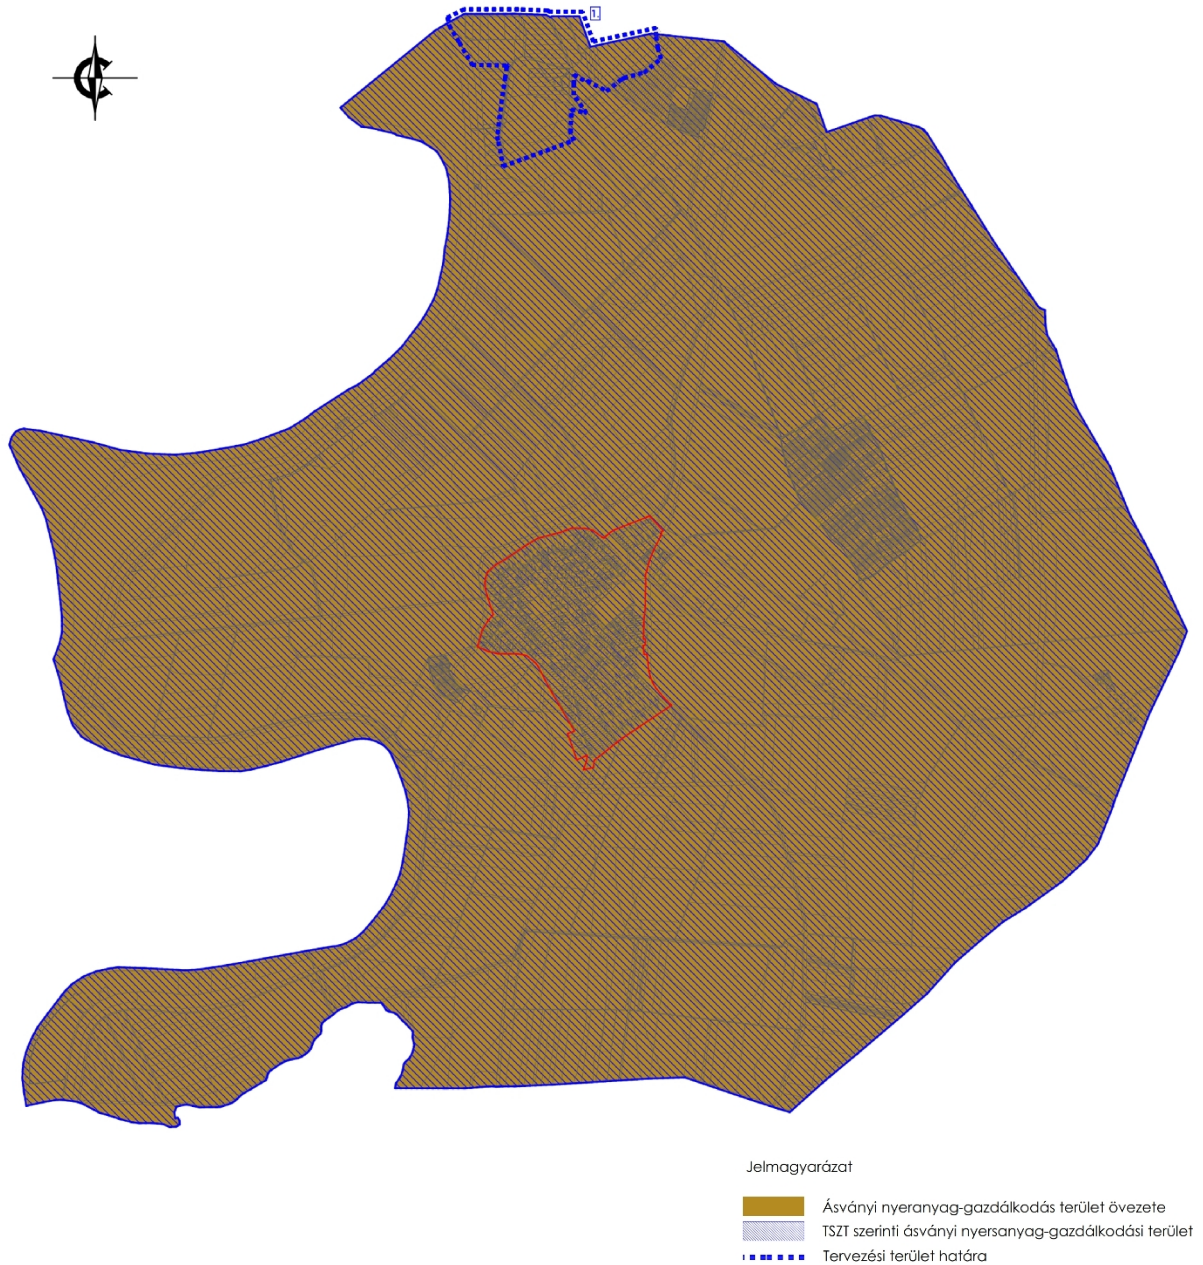 1.
Jelmagyarázat
Ásványi nyeranyag-gazdálkodás terület övezete
TSZT szerinti ásványi nyersanyag-gazdálkodási terület
Tervezési terület határa